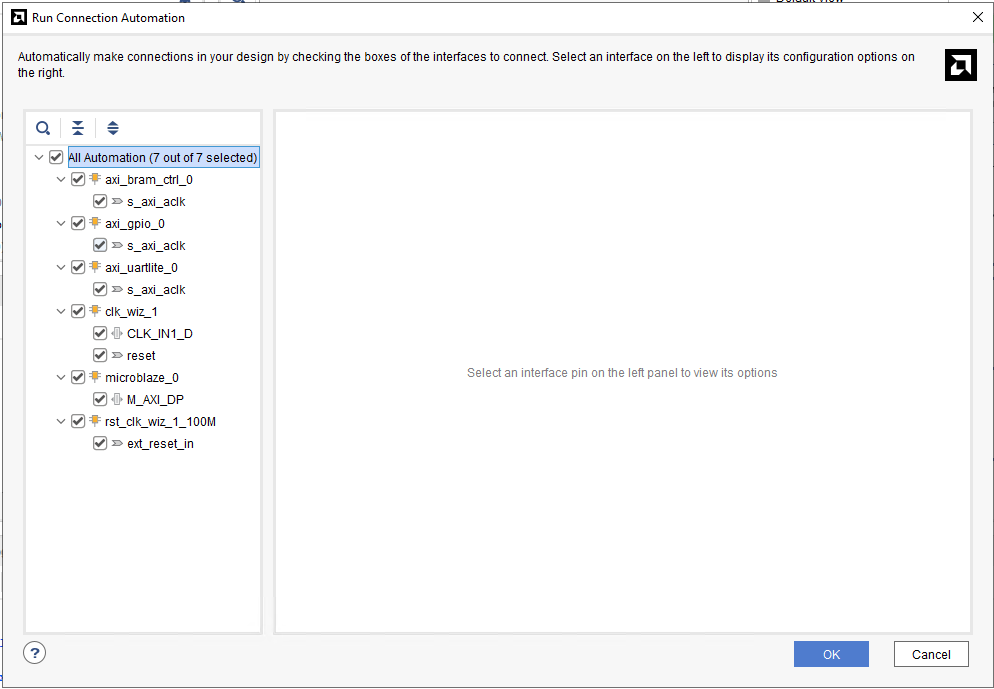 Run Connection Automation
Automatically make connections in your design by checking the boxes of the interfaces to connect. Select an interface on the left to display its configuration options on
the right.
All Automation (7 out of 7 selected)
axi_bram_ctrl_0
s_axi_aclk
axi_gpio_0
s_axi_aclk
axi_uartlite_0
s_axi_aclk
clk_wiz_1
CLK_IN1_D
reset
microblaze_0
M_AXI_DP
rst_clk_wiz_1_100M
ext_reset_in
Select an interface pin on the left panel to view its options
?
OK
Cancel